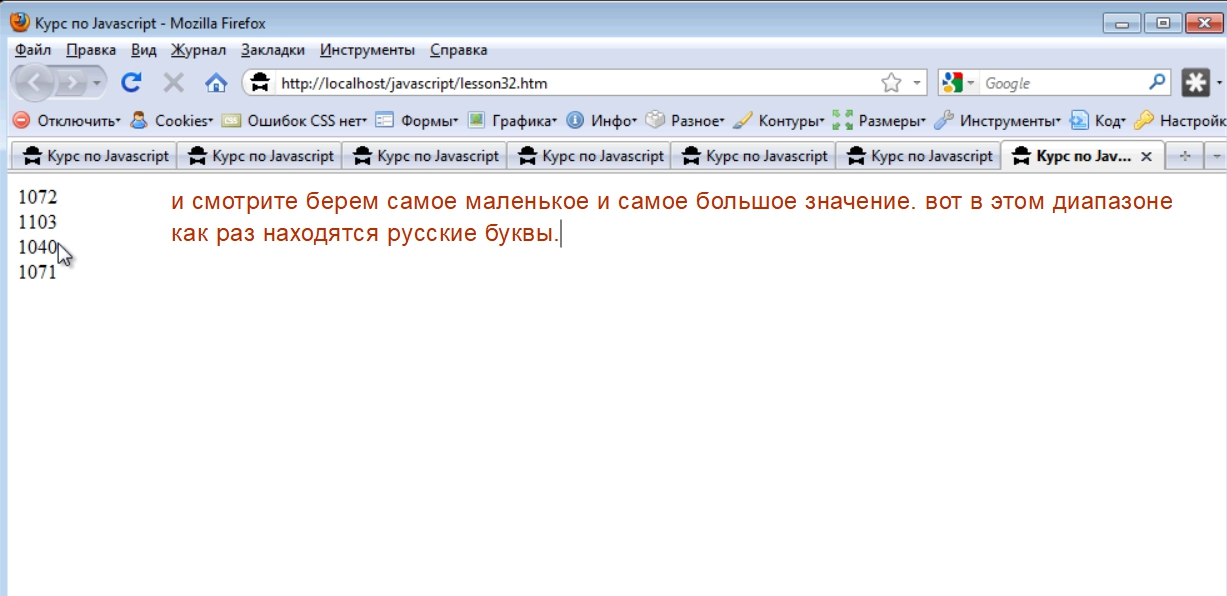 Курс по Javascript - Mozilla Firefox
Файл Правка Вид Журнал Закладки Инструменты Справка
http://localhost/javascript/lesson32.htm Google
Отключить Cookies Ошибок CSS нет Формы Графика Инфо Разное Контуры Размеры Инструменты Код Настройк
Курс по Javascript Курс по Javascript Курс по Javascript Курс по Javascript Курс по Javascript Курс по Javascript Курс по Jav...
1072 и смотрите берем самое маленькое и самое большое значение. вот в этом диапазоне
1103 как раз находятся русские буквы.
1040
1071